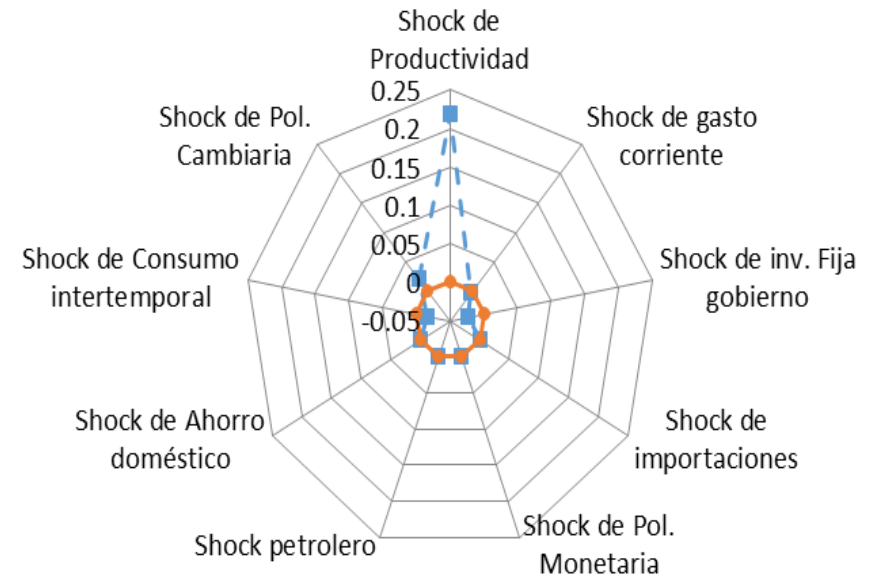 Shock de
Productividad
0.25
0.2
0.15
0.1
0.05
0
-0.05
Shock de gasto
corriente
Shock de inv. Fija
gobierno
Shock de
importaciones
Shock de Pol.
Monetaria
Shock petrolero
Shock de Ahorro
doméstico
Shock de Consumo
intertemporal
Shock de Pol.
Cambiaria